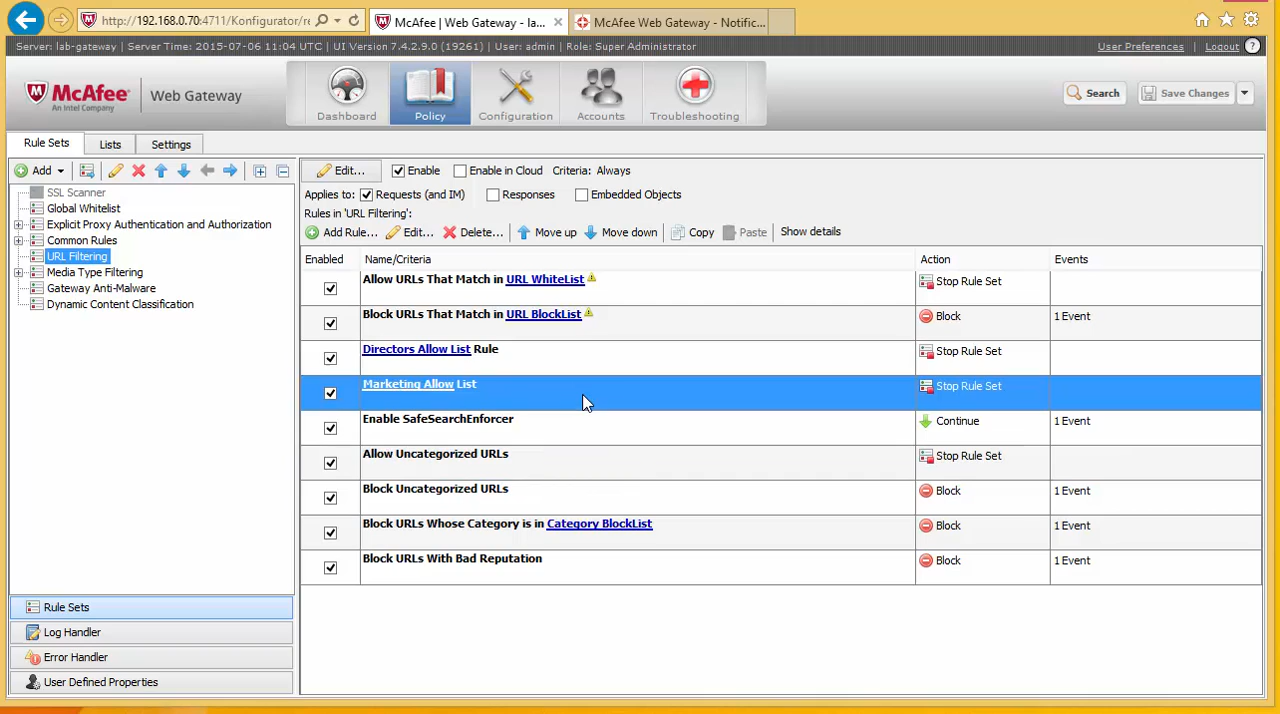 http://192.168.0.70:4711/Konfigurator/re
McAfee | Web Gateway - la...
McAfee Web Gateway - Notific...
Server: lab-gateway | Server Time: 2015-07-06 11:04 UTC | UI Version 7.4.2.9.0 (19261) | User: admin | Role: Super Administrator
User Preferences | Logout ?
McAfee
An Intel Company
Web Gateway
Dashboard
Policy
Configuration
Accounts
Troubleshooting
Search
Save Changes
Rule Sets
Lists
Settings
Add
SSL Scanner
Global Whitelist
Explicit Proxy Authentication and Authorization
Common Rules
URL Filtering
Media Type Filtering
Gateway Anti-Malware
Dynamic Content Classification
Rule Sets
Log Handler
Error Handler
User Defined Properties
Edit... Enable Enable in Cloud Criteria: Always
Applies to: Requests (and IM) Responses Embedded Objects
Rules in 'URL Filtering':
Add Rule... Edit... Delete... Move up Move down Copy Paste Show details
Enabled Name/Criteria Action Events
Allow URLs That Match in URL WhiteList Stop Rule Set
Block URLs That Match in URL BlockList Block 1 Event
Directors Allow List Rule Stop Rule Set
Marketing Allow List Stop Rule Set
Enable SafeSearchEnforcer Continue 1 Event
Allow Uncategorized URLs Stop Rule Set
Block Uncategorized URLs Block 1 Event
Block URLs Whose Category is in Category BlockList Block 1 Event
Block URLs With Bad Reputation Block 1 Event